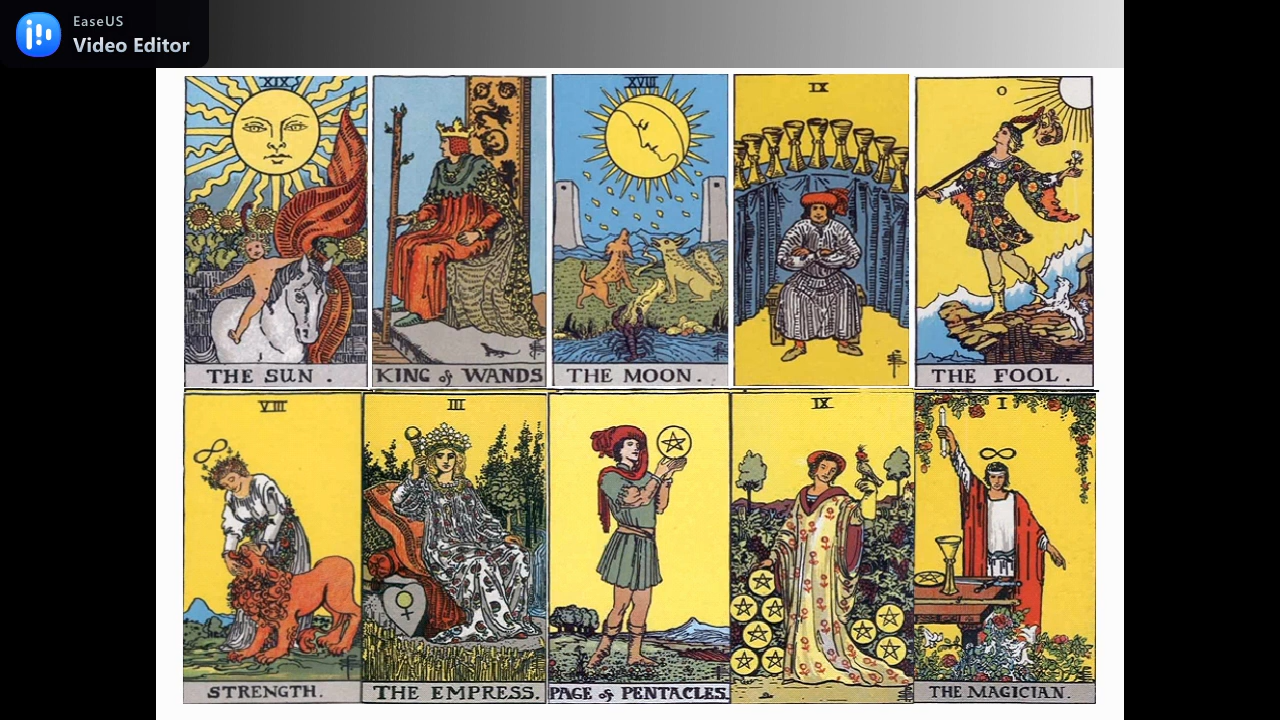 EaseUS
Video Editor
XIX
XVIII
IX
0
THE SUN .
KING of WANDS
THE MOON.
THE FOOL.
VIII
III
IX
I
STRENGTH.
THE EMPRESS.
PAGE of PENTACLES.
THE MAGICIAN.